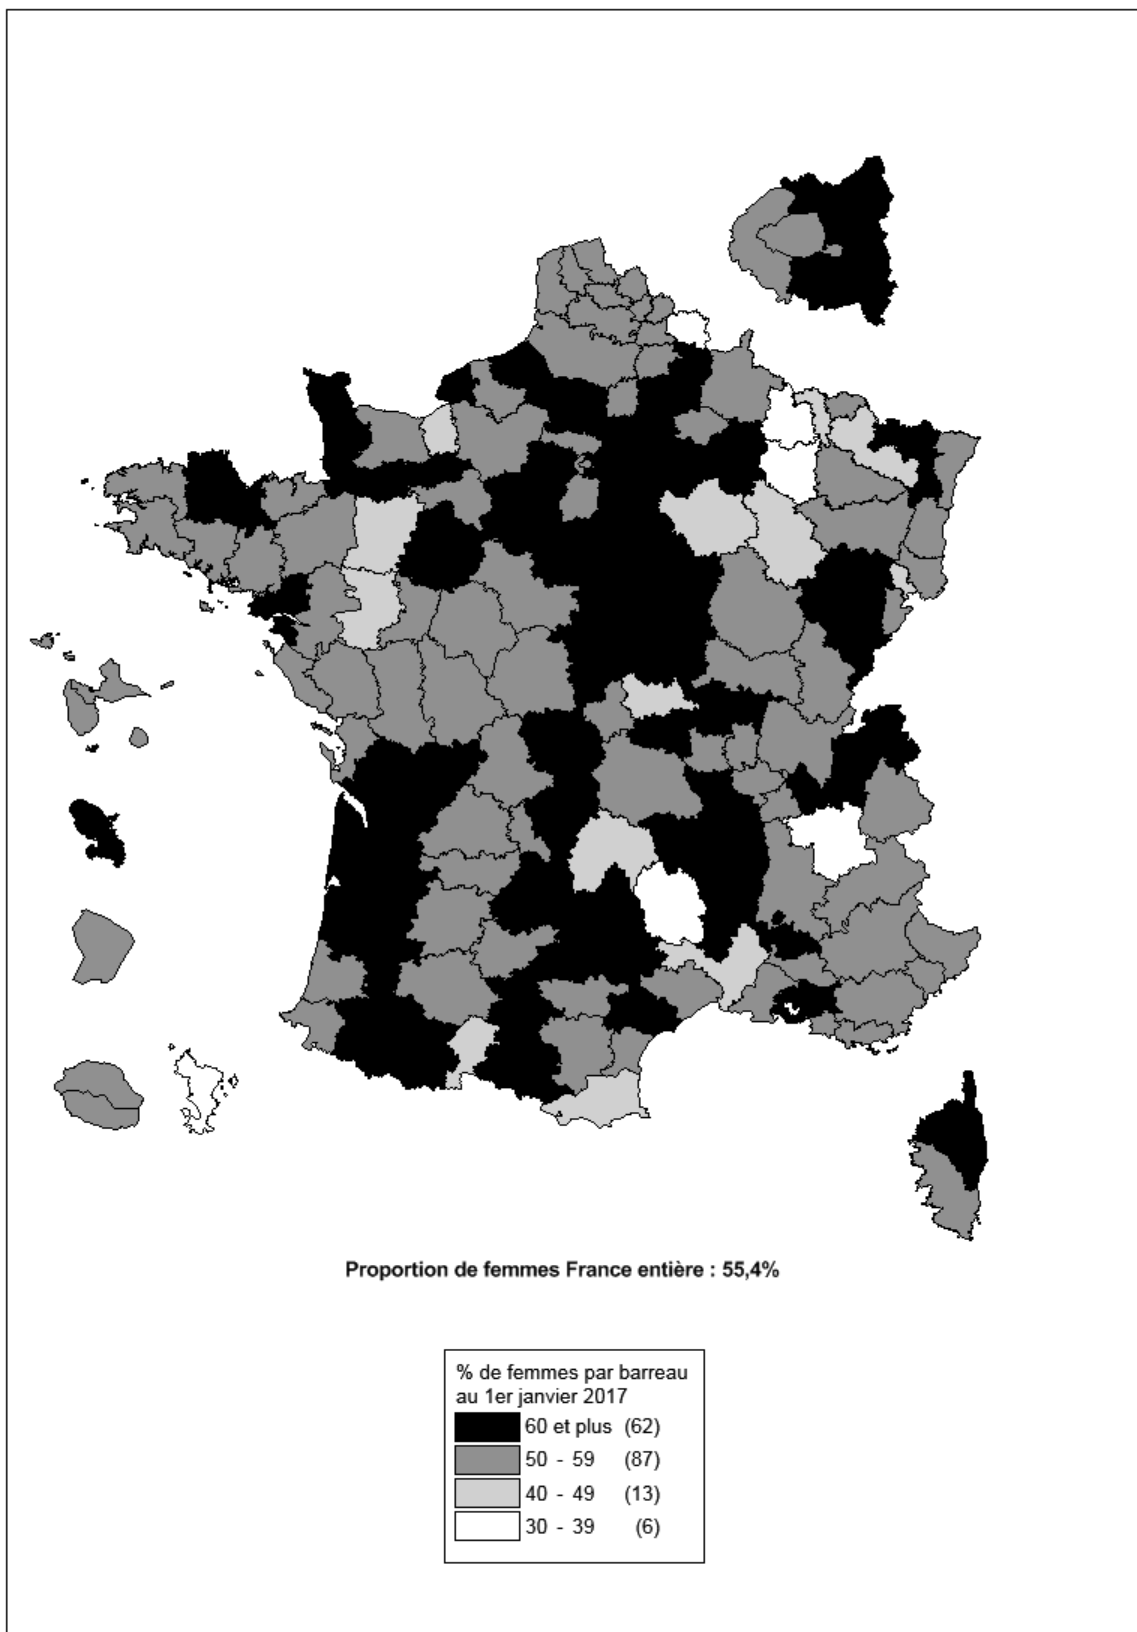 Proportion de femmes France entière : 55,4%
% de femmes par barreau
au 1er janvier 2017
60 et plus (62)
50 - 59 (87)
40 - 49 (13)
30 - 39 (6)